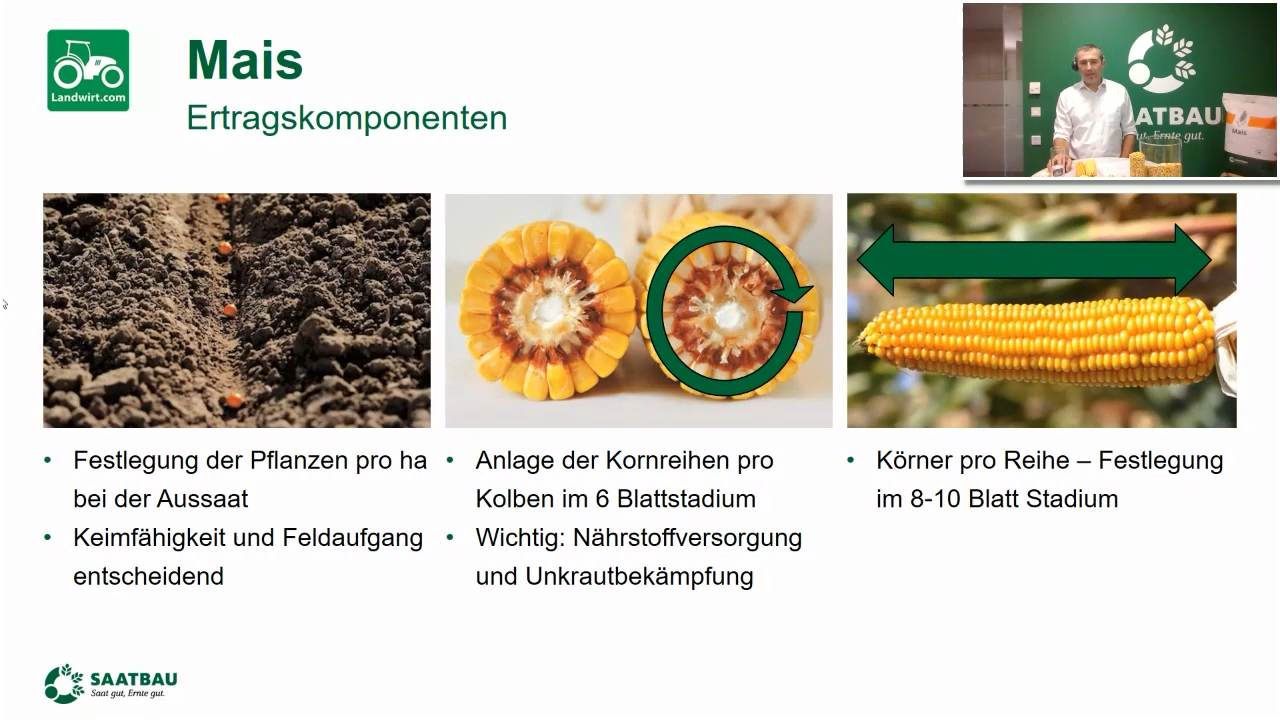 Landwirt.com
Mais
Ertragskomponenten
SAATBAU
ut, Ernte gut.
Mais
• Festlegung der Pflanzen pro ha
bei der Aussaat
• Keimfähigkeit und Feldaufgang
entscheidend
• Anlage der Kornreihen pro
Kolben im 6 Blattstadium
• Wichtig: Nährstoffversorgung
und Unkrautbekämpfung
• Körner pro Reihe – Festlegung
im 8-10 Blatt Stadium
SAATBAU
Saat gut, Ernte gut.